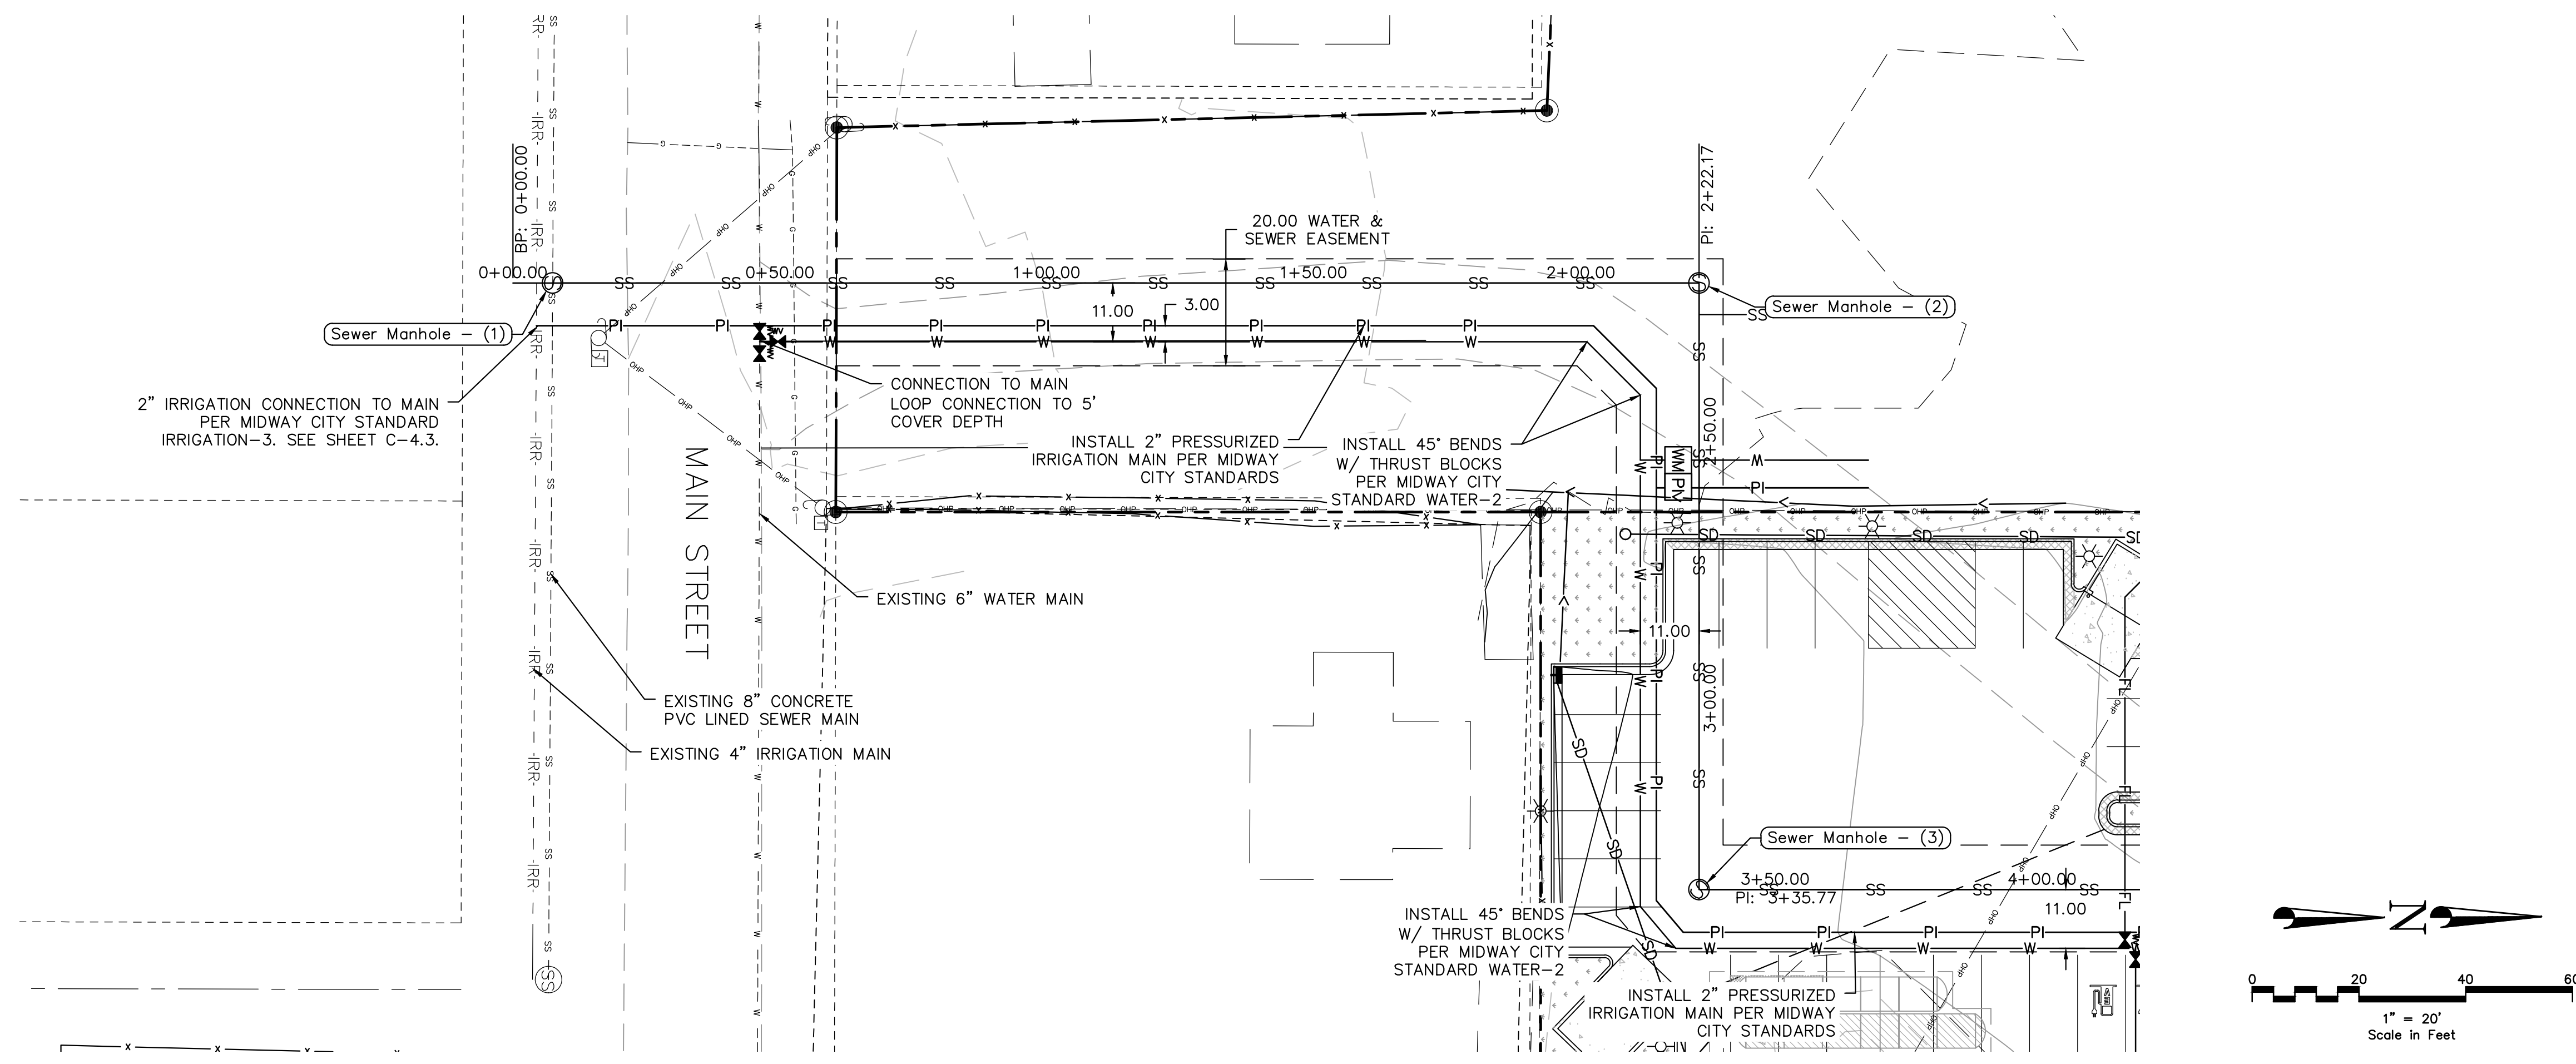 BP: 0+00.00
0+00.00
0+50.00
1+00.00
1+50.00
2+00.00
PI: 2+22.17
20.00 WATER &
SEWER EASEMENT
11.00
3.00
Sewer Manhole - (1)
Sewer Manhole - (2)
2" IRRIGATION CONNECTION TO MAIN
PER MIDWAY CITY STANDARD
IRRIGATION-3. SEE SHEET C-4.3.
CONNECTION TO MAIN
LOOP CONNECTION TO 5'
COVER DEPTH
INSTALL 2" PRESSURIZED
IRRIGATION MAIN PER MIDWAY
CITY STANDARDS
INSTALL 45° BENDS
W/ THRUST BLOCKS
PER MIDWAY CITY
STANDARD WATER-2
2+50.00
WM
MAIN STREET
EXISTING 6" WATER MAIN
11.00
3+00.00
EXISTING 8" CONCRETE
PVC LINED SEWER MAIN
EXISTING 4" IRRIGATION MAIN
Sewer Manhole - (3)
3+50.00
PI: 3+35.77
4+00.00
11.00
INSTALL 45° BENDS
W/ THRUST BLOCKS
PER MIDWAY CITY
STANDARD WATER-2
INSTALL 2" PRESSURIZED
IRRIGATION MAIN PER MIDWAY
CITY STANDARDS
N
0 20 40
1" = 20'
Scale in Feet
SS
PI
W
SD
OHP
IRR
G
FL